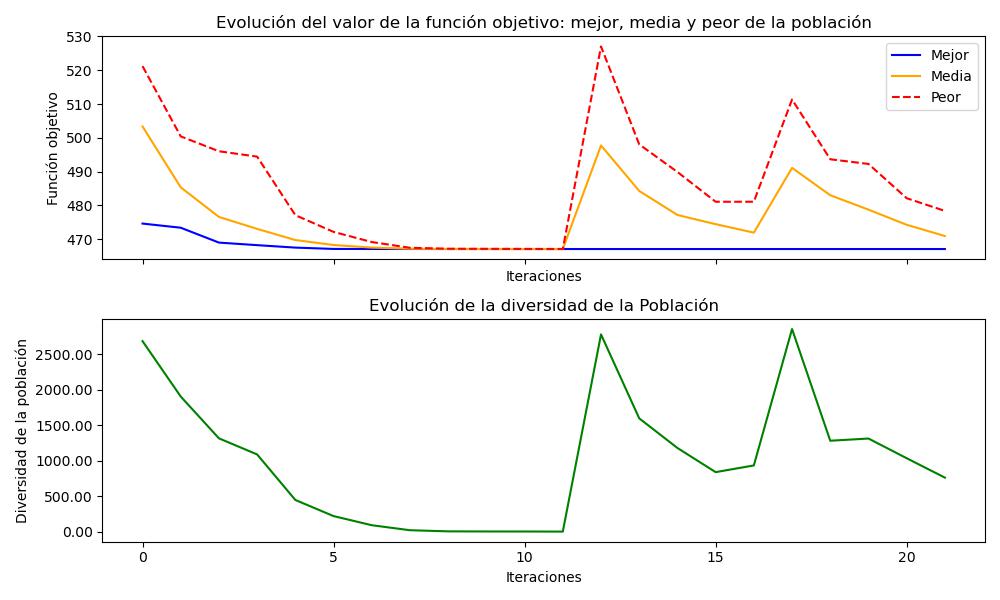 Evolución del valor de la función objetivo: mejor, media y peor de la población
Función objetivo
530
520
510
500
490
480
470
Mejor
Media
Peor
Iteraciones
Evolución de la diversidad de la Población
Diversidad de la población
2500.00
2000.00
1500.00
1000.00
500.00
0.00
0
5
10
15
20
Iteraciones